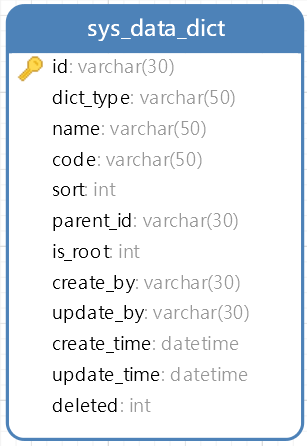 sys_data_dict
id: varchar(30)
dict_type: varchar(50)
name: varchar(50)
code: varchar(50)
sort: int
parent_id: varchar(30)
is_root: int
create_by: varchar(30)
update_by: varchar(30)
create_time: datetime
update_time: datetime
deleted: int